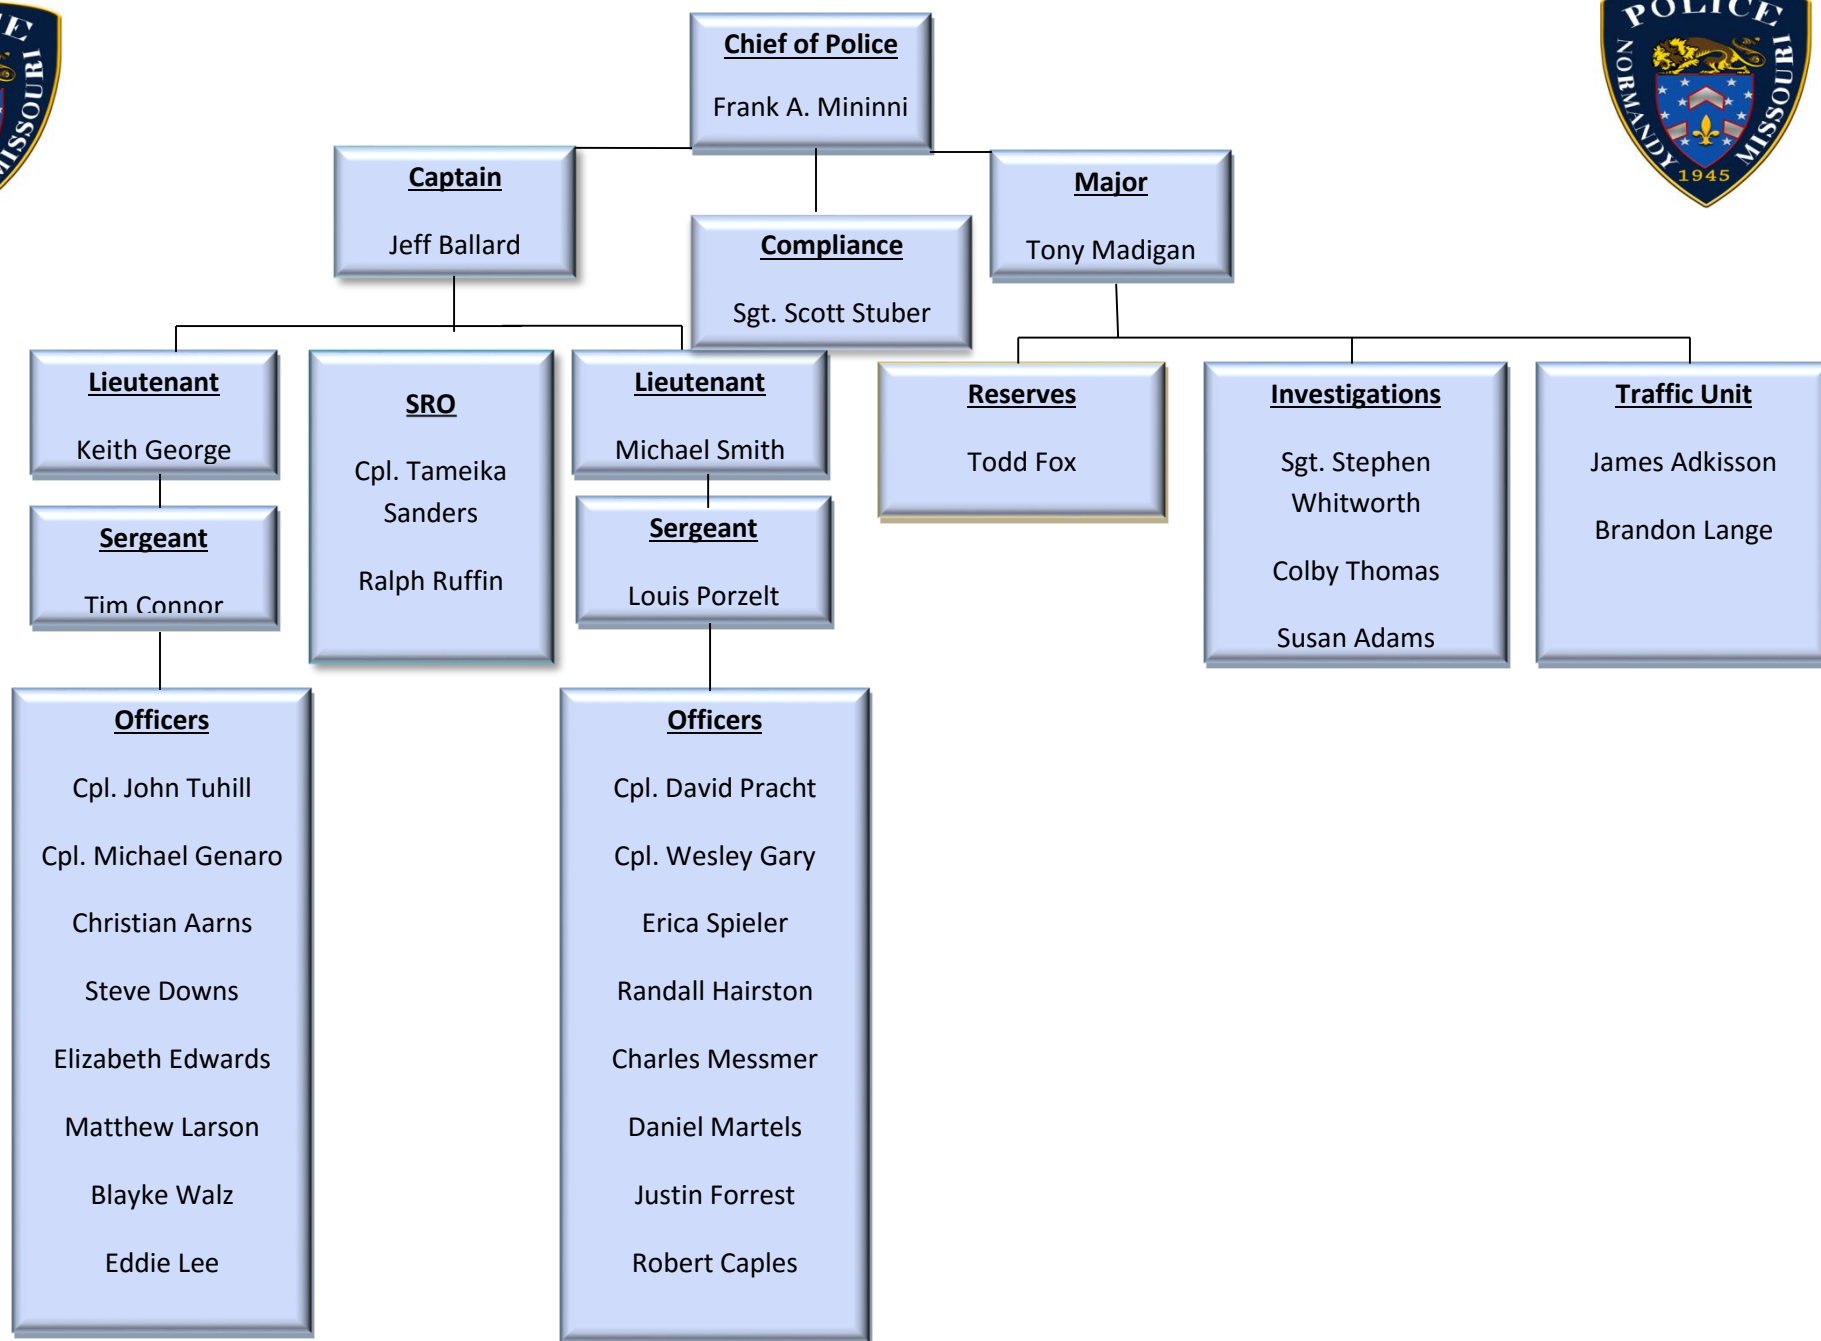 CE
MISSOURI
POLICE
NORMANDY
MISSOURI
1945
Chief of Police
Frank A. Mininni
Captain
Jeff Ballard
Compliance
Sgt. Scott Stuber
Major
Tony Madigan
Lieutenant
Keith George
SRO
Cpl. Tameika
Sanders
Ralph Ruffin
Lieutenant
Michael Smith
Reserves
Todd Fox
Investigations
Sgt. Stephen
Whitworth
Colby Thomas
Susan Adams
Traffic Unit
James Adkisson
Brandon Lange
Sergeant
Tim Connor
Sergeant
Louis Porzelt
Officers
Cpl. John Tuhill
Cpl. Michael Genaro
Christian Aarns
Steve Downs
Elizabeth Edwards
Matthew Larson
Blayke Walz
Eddie Lee
Officers
Cpl. David Pracht
Cpl. Wesley Gary
Erica Spieler
Randall Hairston
Charles Messmer
Daniel Martels
Justin Forrest
Robert Caples